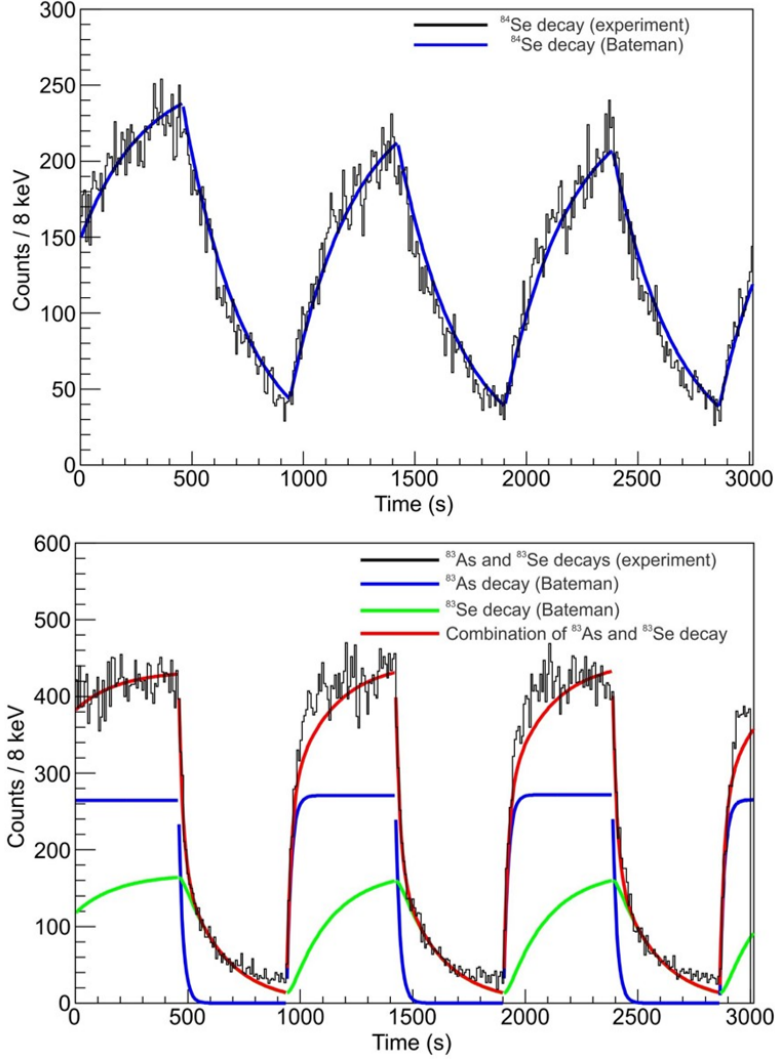 ⁸⁴Se decay (experiment)
⁸⁴Se decay (Bateman)
300
250
200
150
100
50
0
0 500 1000 1500 2000 2500 3000
Counts / 8 keV
Time (s)
⁸³As and ⁸³Se decays (experiment)
⁸³As decay (Bateman)
⁸³Se decay (Bateman)
Combination of ⁸³As and ⁸³Se decay
600
500
400
300
200
100
0
0 500 1000 1500 2000 2500 3000
Counts / 8 keV
Time (s)